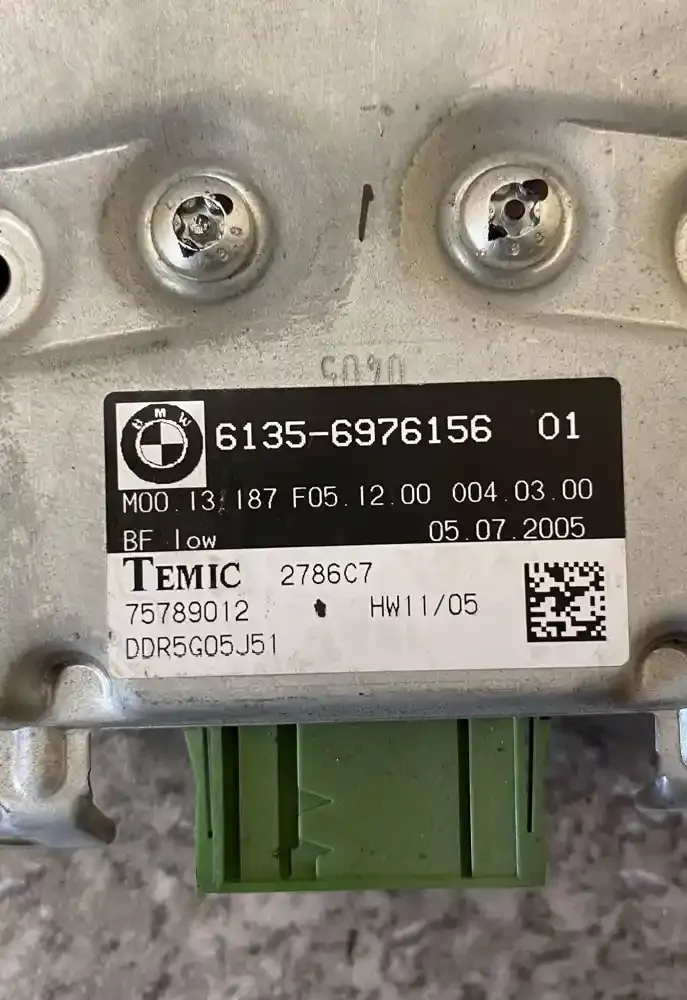 0405
BMW
6135-6976156 01
M00.13.187 F05.12.00 004.03.00
BF low 05.07.2005
TEMIC 2786C7
75789012 HW11/05
DDR5G05J51